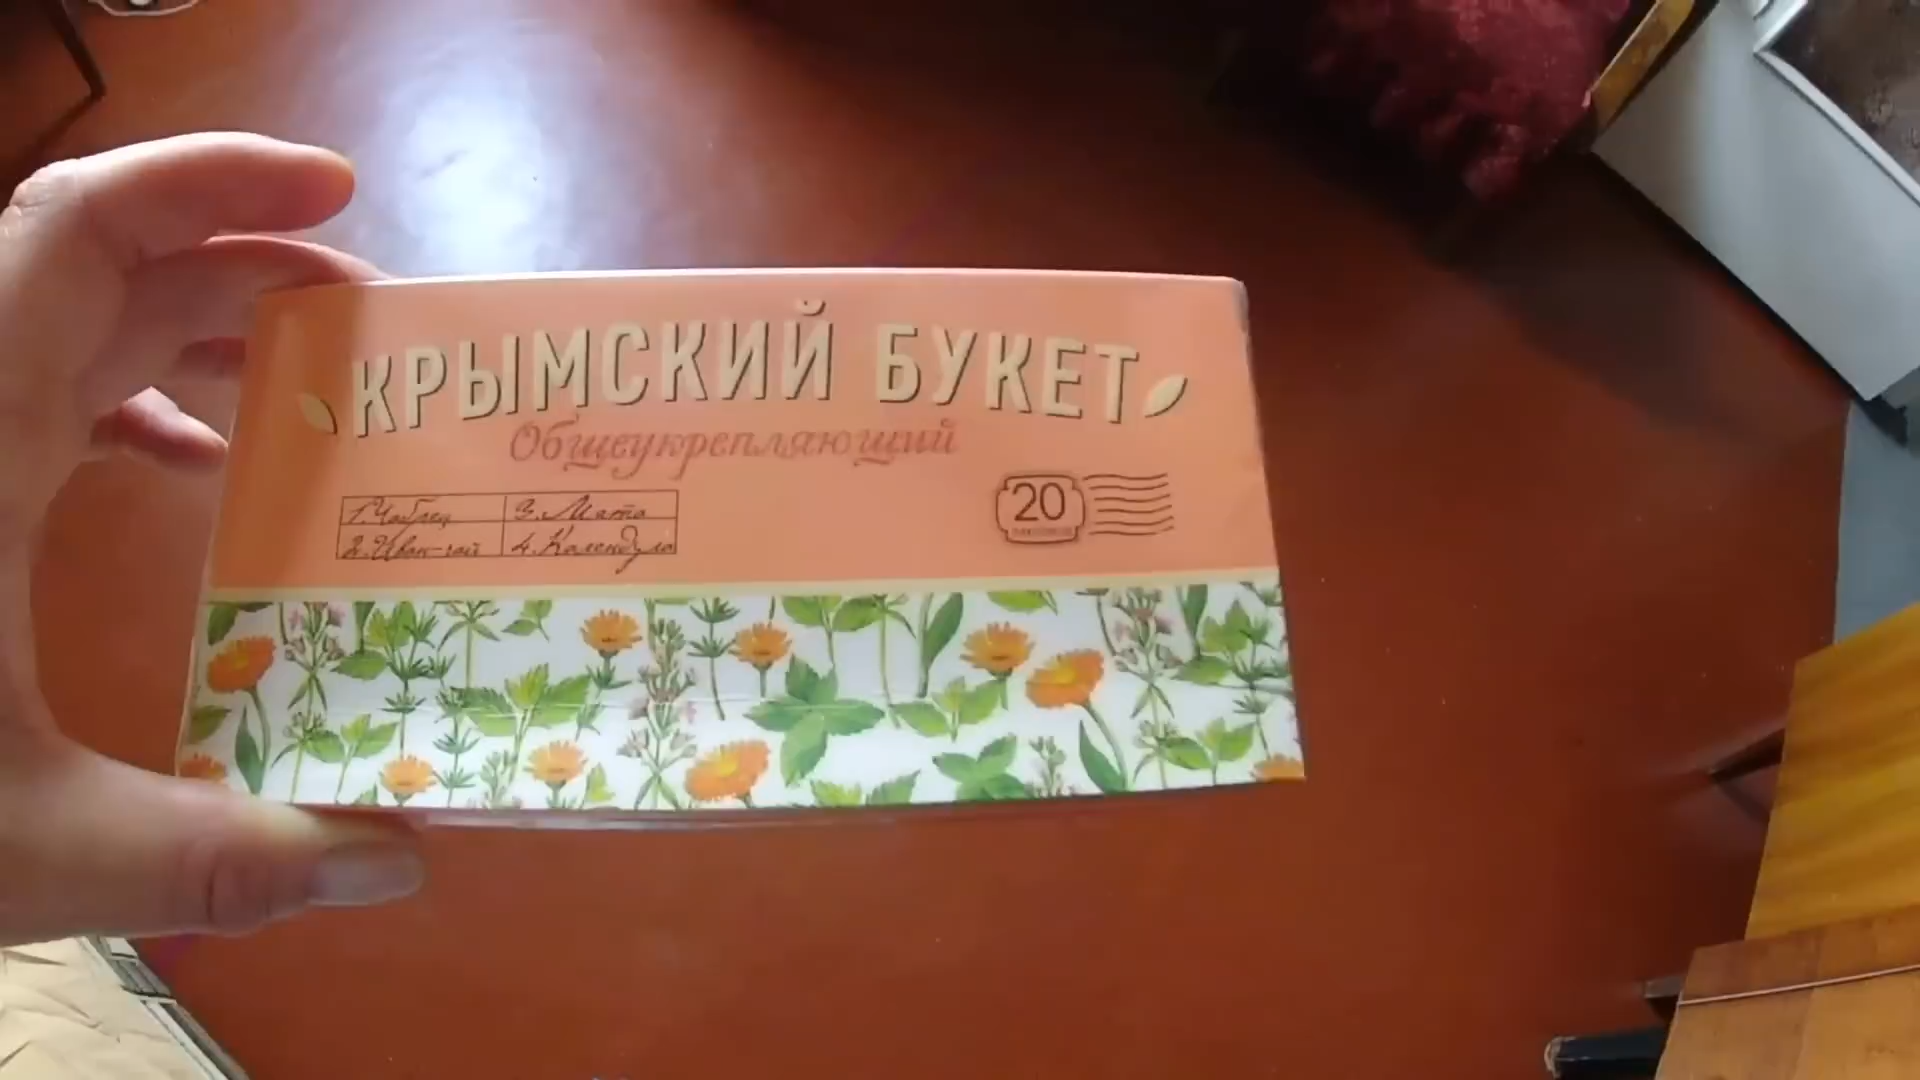 КРЫМСКИЙ БУКЕТ
Общеукрепляющий
1. Чабрец
2. Иван-чай
3. Мята
4. Календула
20